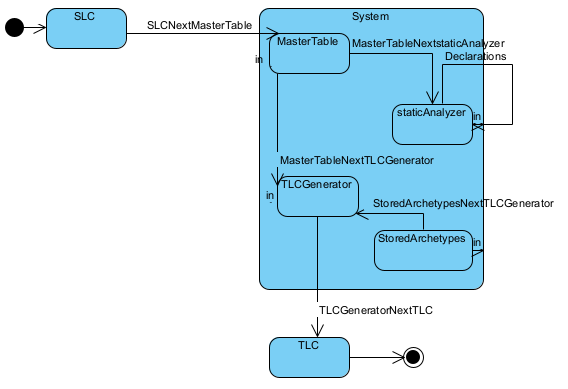 SLC
System
SLCNextMasterTable
MasterTable
MasterTableNextstaticAnalyzer
Declarations
in
staticAnalyzer
in
MasterTableNextTLCGenerator
TLCGenerator
in
StoredArchetypesNextTLCGenerator
StoredArchetypes
in
TLCGeneratorNextTLC
TLC